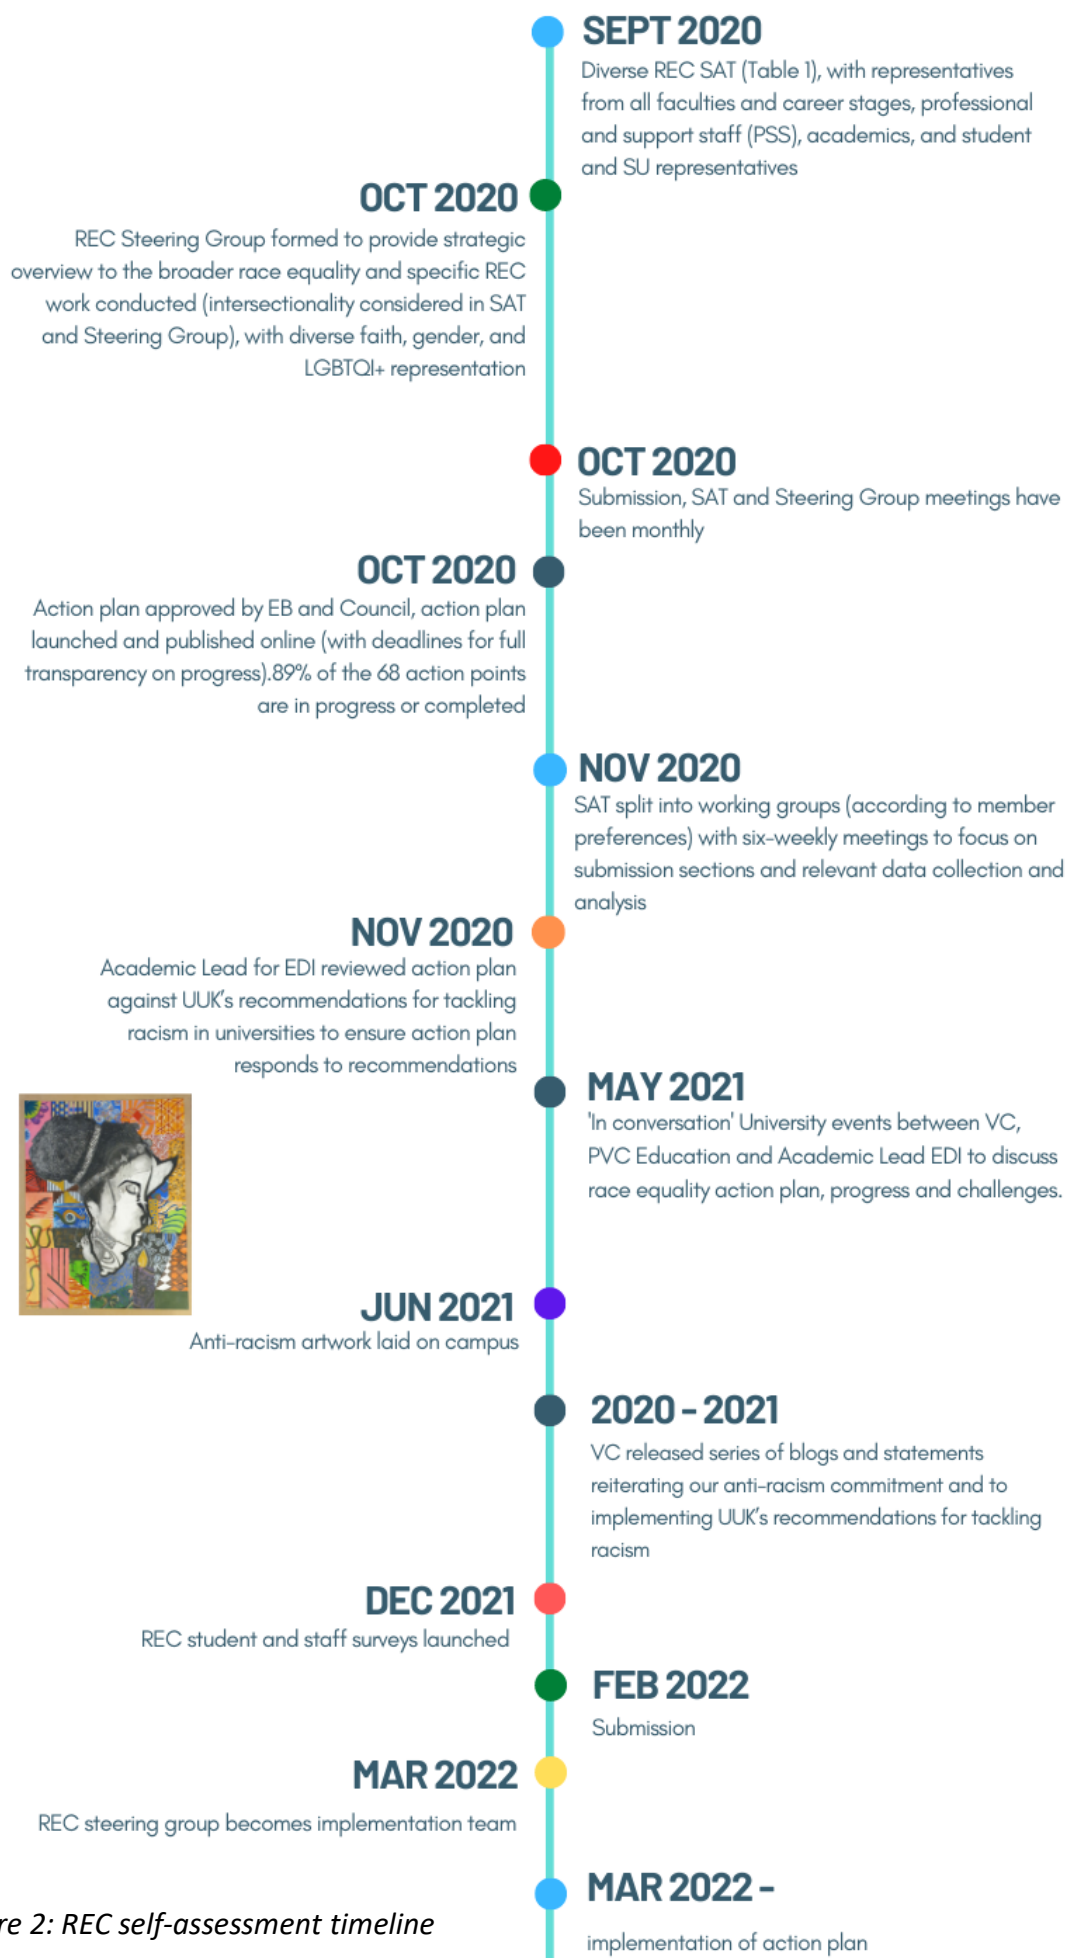 SEPT 2020
Diverse REC SAT (Table 1), with representatives
from all faculties and career stages, professional
and support staff (PSS), academics, and student
and SU representatives
OCT 2020
REC Steering Group formed to provide strategic
overview to the broader race equality and specific REC
work conducted (intersectionality considered in SAT
and Steering Group), with diverse faith, gender, and
LGBTQI+ representation
OCT 2020
Submission, SAT and Steering Group meetings have
been monthly
OCT 2020
Action plan approved by EB and Council, action plan
launched and published online (with deadlines for full
transparency on progress).89% of the 68 action points
are in progress or completed
NOV 2020
SAT split into working groups (according to member
preferences) with six-weekly meetings to focus on
submission sections and relevant data collection and
analysis
NOV 2020
Academic Lead for EDI reviewed action plan
against UUK's recommendations for tackling
racism in universities to ensure action plan
responds to recommendations
MAY 2021
'In conversation' University events between VC,
PVC Education and Academic Lead EDI to discuss
race equality action plan, progress and challenges.
JUN 2021
Anti-racism artwork laid on campus
2020 - 2021
VC released series of blogs and statements
reiterating our anti-racism commitment and to
implementing UUK's recommendations for tackling
racism
DEC 2021
REC student and staff surveys launched
FEB 2022
Submission
MAR 2022
REC steering group becomes implementation team
MAR 2022 -
implementation of action plan
re 2: REC self-assessment timeline